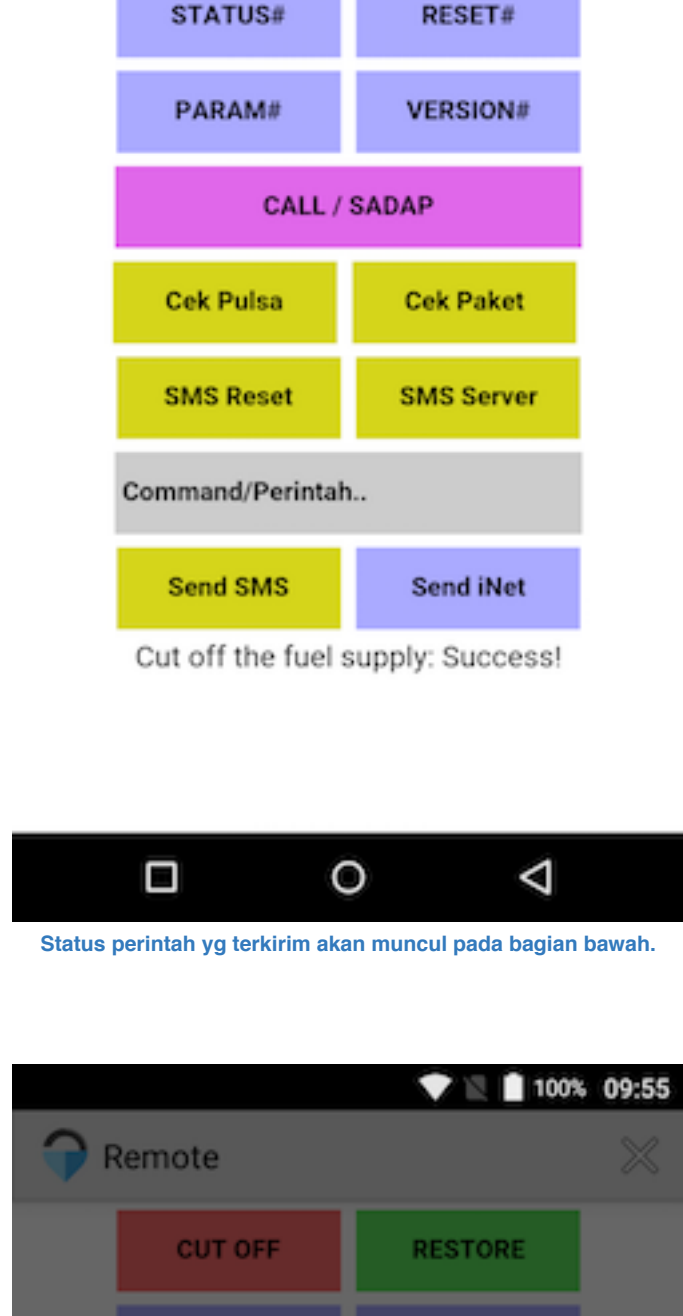 STATUS# RESET#
PARAM# VERSION#
CALL / SADAP
Cek Pulsa Cek Paket
SMS Reset SMS Server
Command/Perintah..
Send SMS Send iNet
Cut off the fuel supply: Success!
Status perintah yg terkirim akan muncul pada bagian bawah.
100% 09:55
Remote
CUT OFF RESTORE